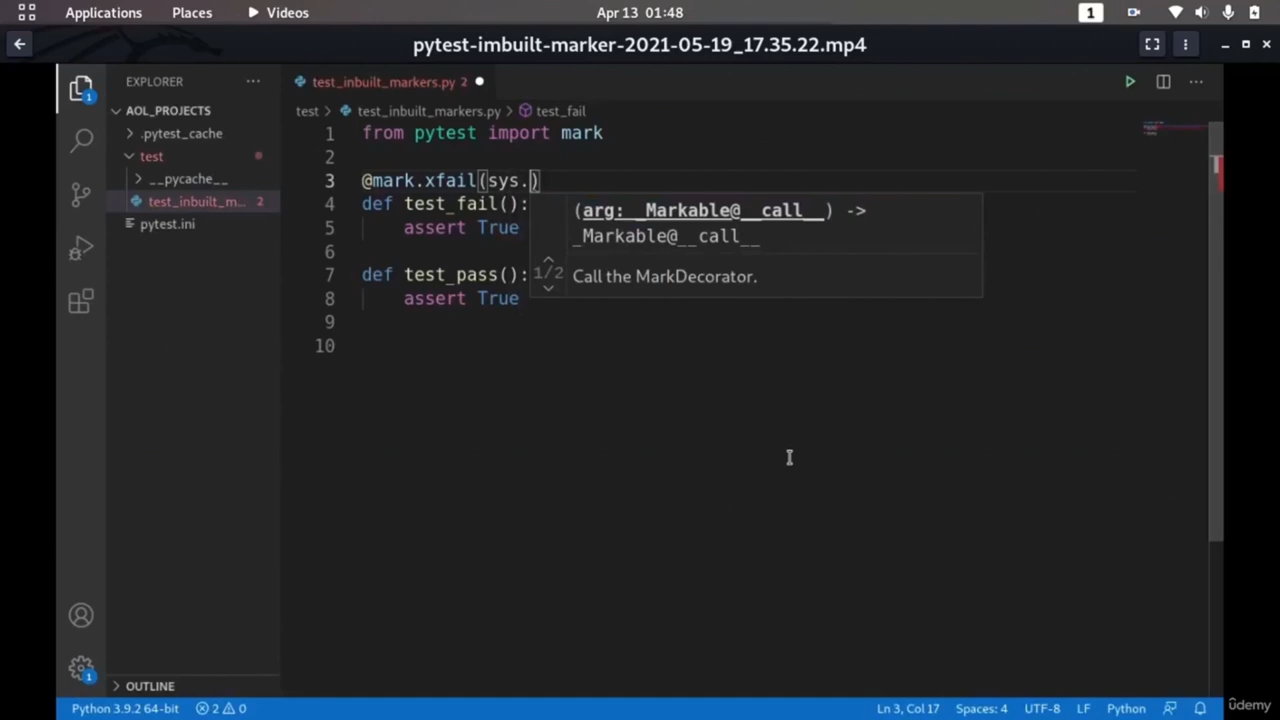 Applications Places Videos Apr 13 01:48 1
pytest-imbuilt-marker-2021-05-19_17.35.22.mp4
EXPLORER
AOL_PROJECTS
.pytest_cache
test
__pycache__
test_inbuilt_m... 2
pytest.ini
OUTLINE
1
1
test_inbuilt_markers.py 2
test > test_inbuilt_markers.py > test_fail
1 from pytest import mark
2
3 @mark.xfail(sys.)
4 def test_fail():
5 assert True
6
7 def test_pass():
8 assert True
9
10
(arg: _Markable@__call__) ->
_Markable@__call__
1/2
Call the MarkDecorator.
Python 3.9.2 64-bit 2 0 Ln 3, Col 17 Spaces: 4 UTF-8 LF Python
ûdemy